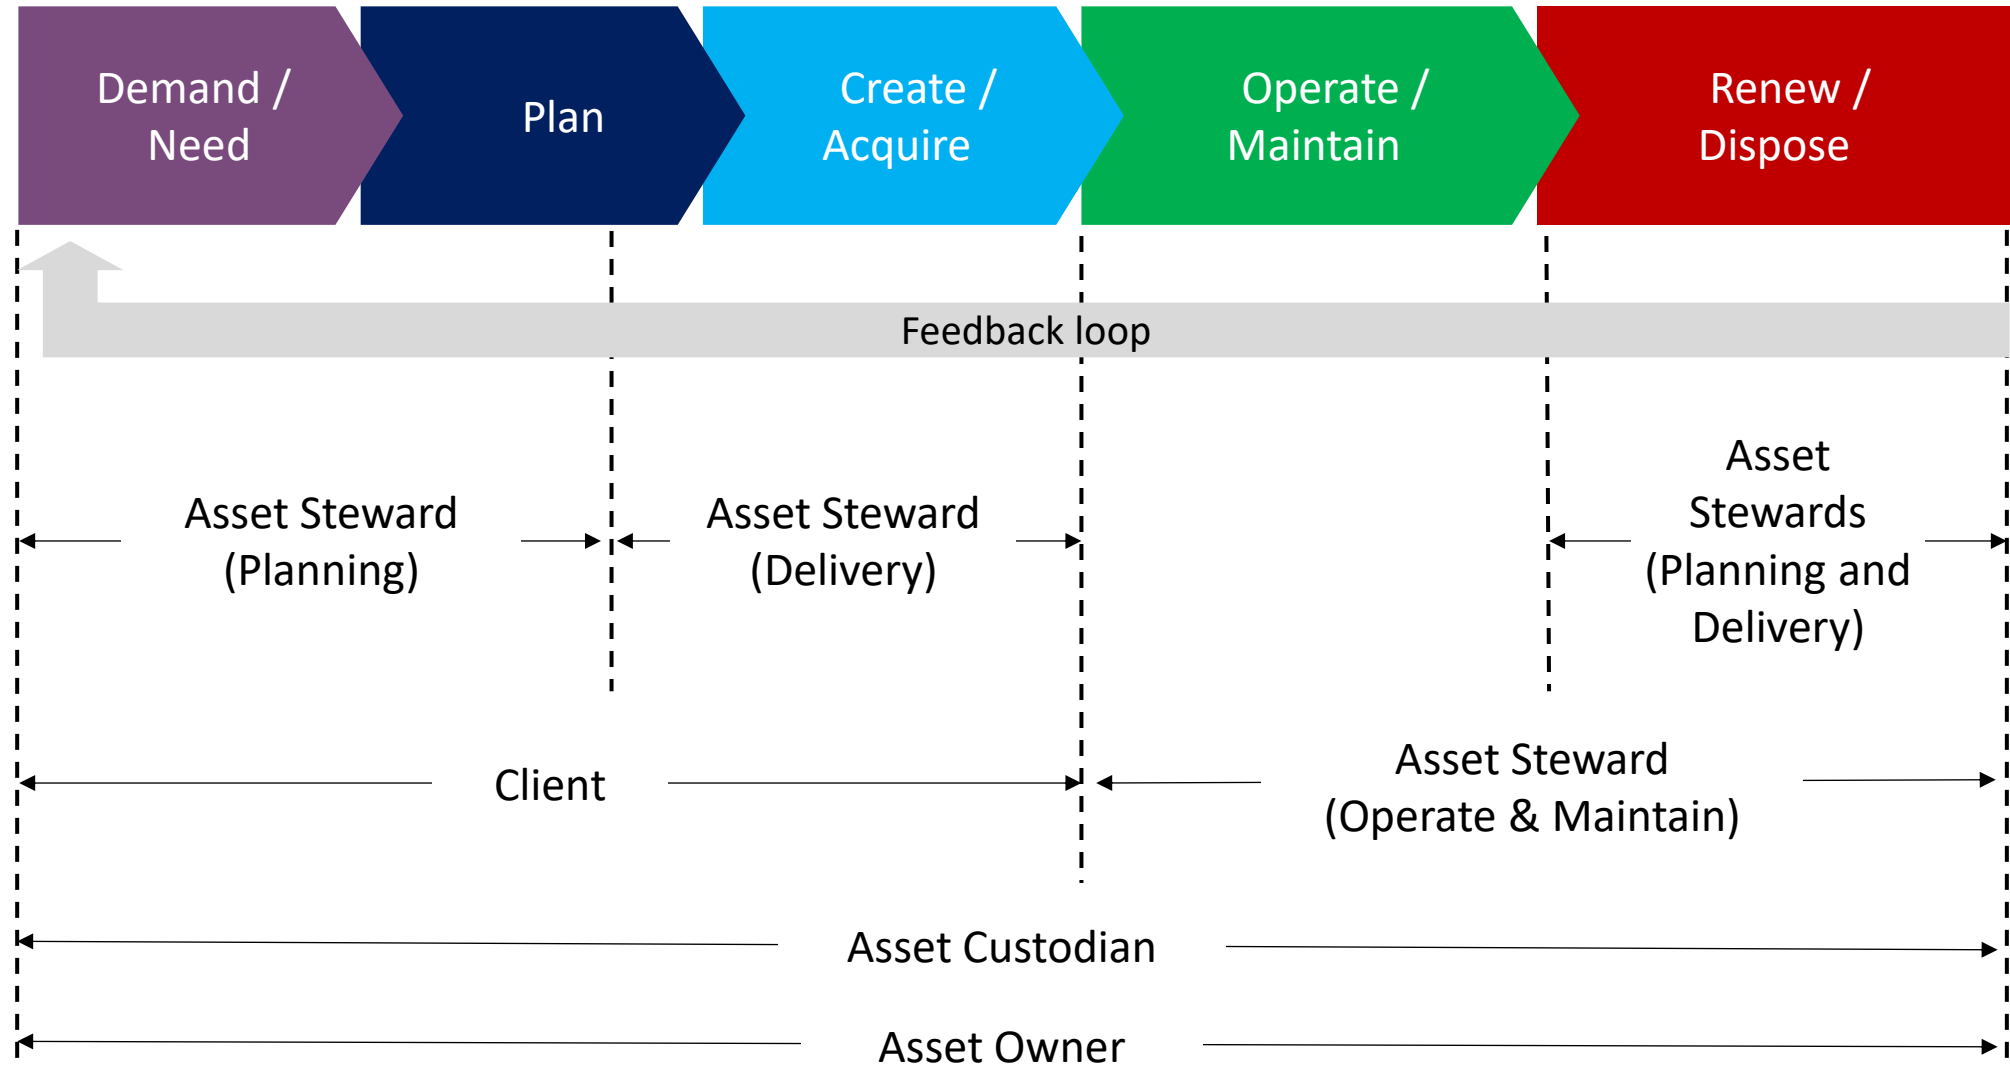 Demand /
Need
Plan
Create /
Acquire
Operate /
Maintain
Renew /
Dispose
Feedback loop
Asset Steward
(Planning)
Asset Steward
(Delivery)
Asset
Stewards
(Planning and
Delivery)
Client
Asset Steward
(Operate & Maintain)
Asset Custodian
Asset Owner